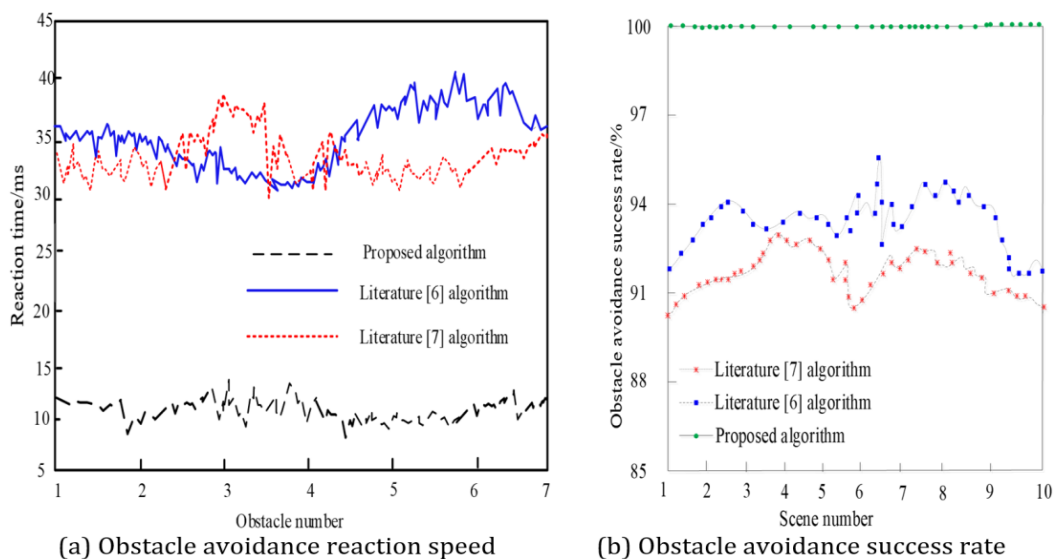 45
40
35
30
25
20
15
10
5
Reaction time/ms
Proposed algorithm
Literature [6] algorithm
Literature [7] algorithm
1 2 3 4 5 6 7
Obstacle number
(a) Obstacle avoidance reaction speed
100
97
94
91
88
85
Obstacle avoidance success rate/%
Literature [7] algorithm
Literature [6] algorithm
Proposed algorithm
1 2 3 4 5 6 7 8 9 10
Scene number
(b) Obstacle avoidance success rate